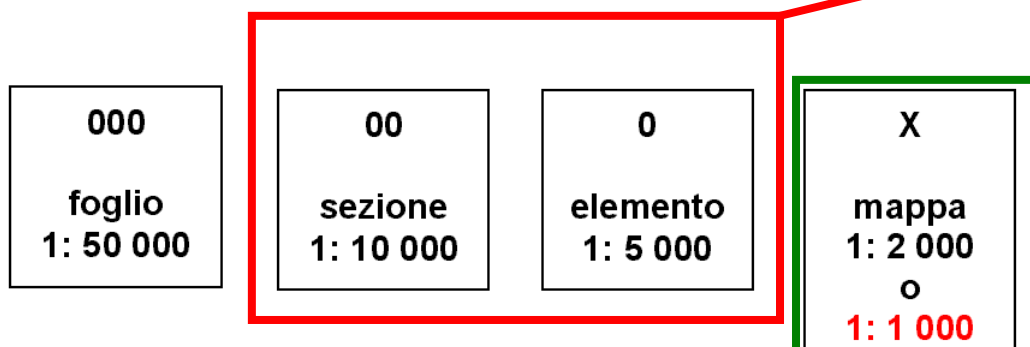 000
foglio
1: 50 000
00
sezione
1: 10 000
0
elemento
1: 5 000
X
mappa
1: 2 000
o
1: 1 000